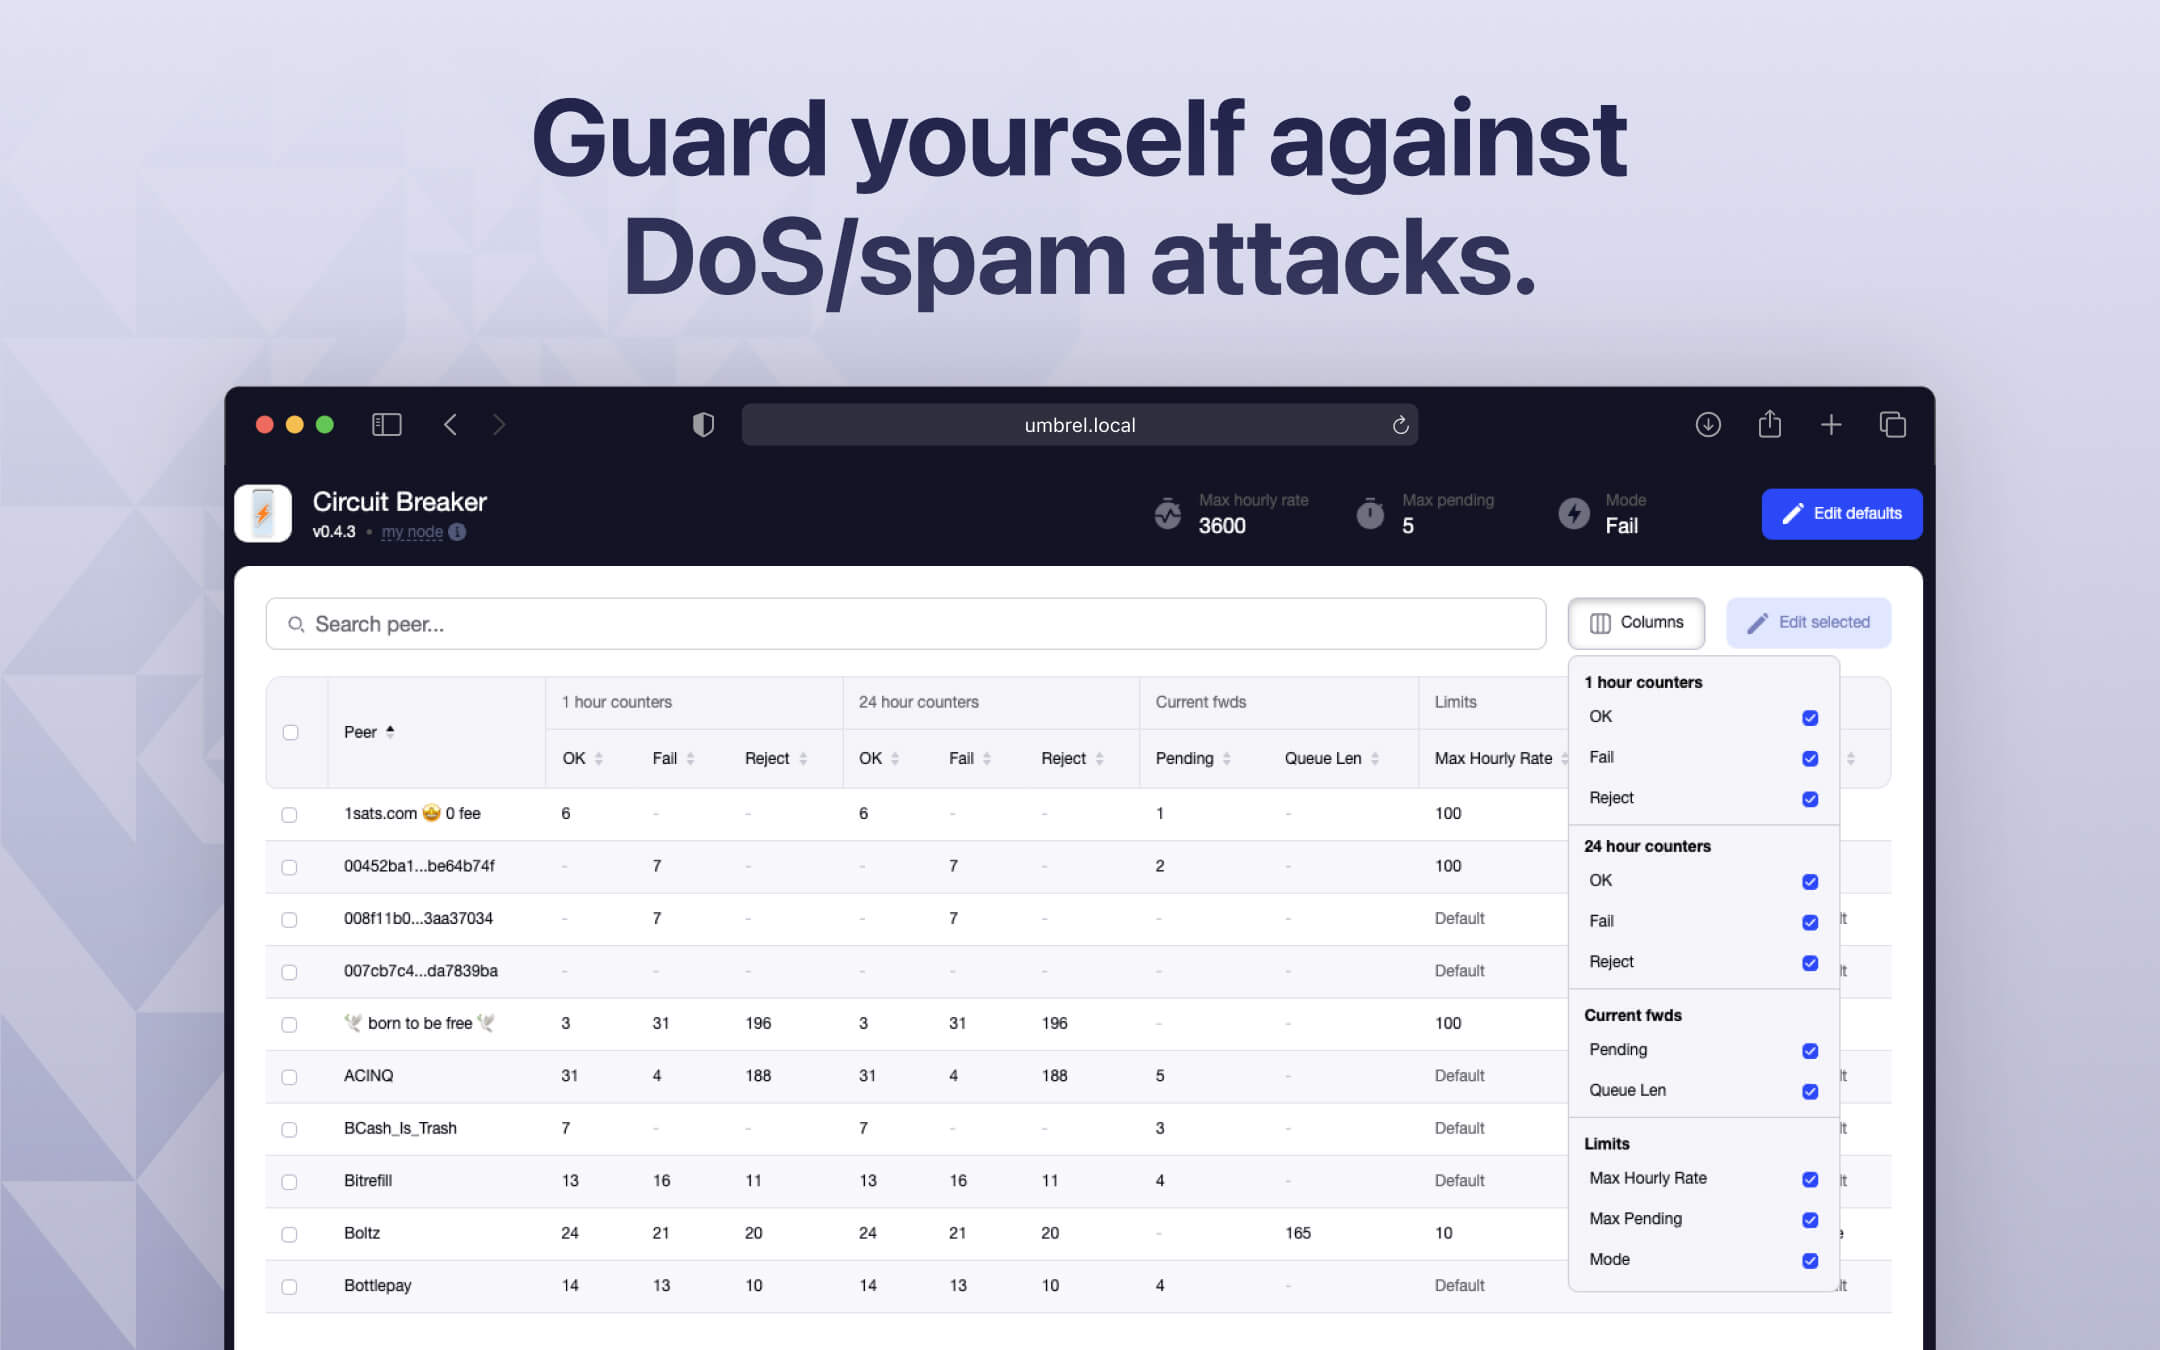 Guard yourself against
DoS/spam attacks.
umbrel.local
Circuit Breaker
v0.4.3 • my node
Max hourly rate
3600
Max pending
5
Mode
Fail
Edit defaults
Search peer...
Columns
Edit selected
Peer
1 hour counters
24 hour counters
Current fwds
Limits
OK Fail Reject OK Fail Reject Pending Queue Len Max Hourly Rate
1sats.com 🤩 0 fee 6 - - 6 - - 1 - 100
00452ba1...be64b74f - 7 - - 7 - 2 - 100
008f11b0...3aa37034 - 7 - - 7 - - - Default
007cb7c4...da7839ba - - - - - - - - Default
🕊 born to be free 🕊 3 31 196 3 31 196 - - 100
ACINQ 31 4 188 31 4 188 5 - Default
BCash_Is_Trash 7 - - 7 - - 3 - Default
Bitrefill 13 16 11 13 16 11 4 - Default
Boltz 24 21 20 24 21 20 - 165 10
Bottlepay 14 13 10 14 13 10 4 - Default
1 hour counters
OK
Fail
Reject
24 hour counters
OK
Fail
Reject
Current fwds
Pending
Queue Len
Limits
Max Hourly Rate
Max Pending
Mode